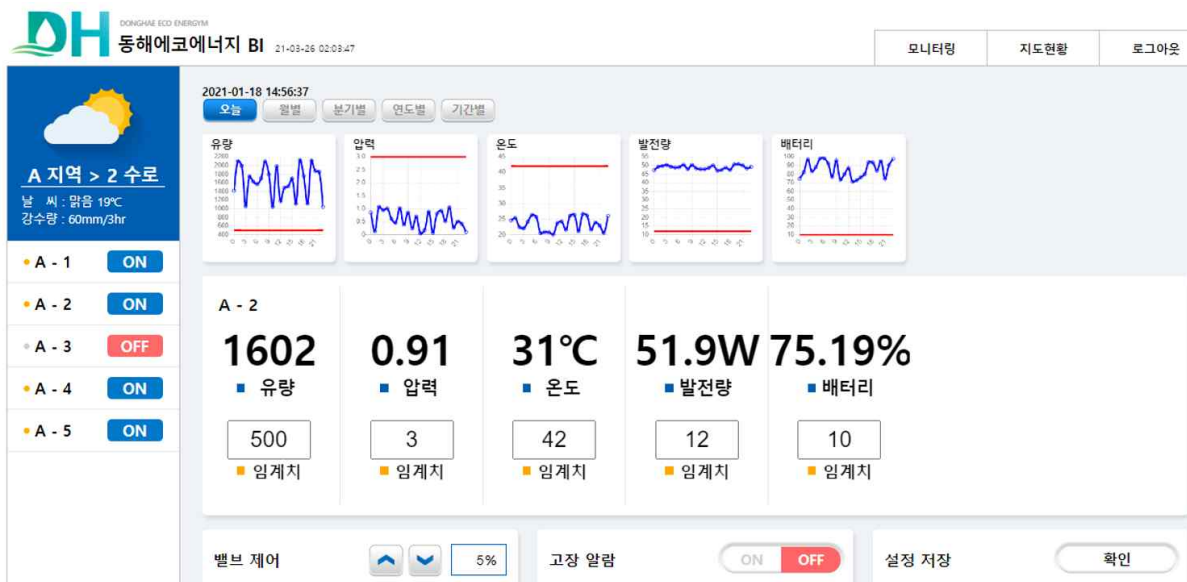 DH
DONGHAE ECO ENERGYM
동해에코에너지 BI 21-03-26 02:03:47
모니터링 지도현황 로그아웃
2021-01-18 14:56:37
오늘 월별 분기별 연도별 기간별
A 지역 > 2 수로
날 씨 : 맑음 19℃
강수량 : 60mm/3hr
A - 1 ON
A - 2 ON
A - 3 OFF
A - 4 ON
A - 5 ON
유량 압력 온도 발전량 배터리
A - 2
1602 0.91 31℃ 51.9W 75.19%
유량 압력 온도 발전량 배터리
500 3 42 12 10
임계치 임계치 임계치 임계치 임계치
밸브 제어 5% 고장 알람 ON OFF 설정 저장 확인